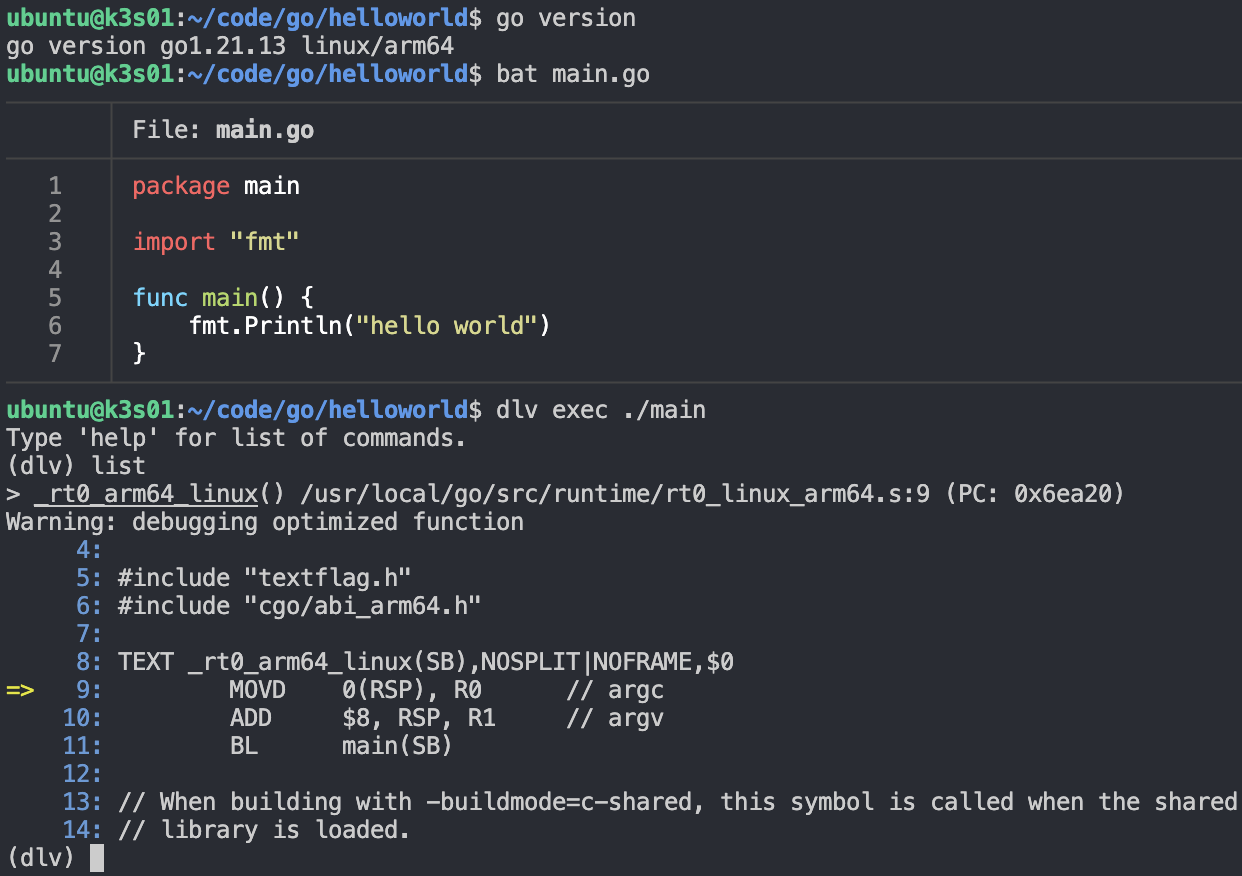 ubuntu@k3s01:~/code/go/helloworld$ go version
go version go1.21.13 linux/arm64
ubuntu@k3s01:~/code/go/helloworld$ bat main.go
File: main.go
1 package main
2
3 import "fmt"
4
5 func main() {
6     fmt.Println("hello world")
7 }
ubuntu@k3s01:~/code/go/helloworld$ dlv exec ./main
Type 'help' for list of commands.
(dlv) list
> _rt0_arm64_linux() /usr/local/go/src/runtime/rt0_linux_arm64.s:9 (PC: 0x6ea20)
Warning: debugging optimized function
     4:
     5: #include "textflag.h"
     6: #include "cgo/abi_arm64.h"
     7:
     8: TEXT _rt0_arm64_linux(SB),NOSPLIT|NOFRAME,$0
=>   9:         MOVD    0(RSP), R0      // argc
    10:         ADD     $8, RSP, R1     // argv
    11:         BL      main(SB)
    12:
    13: // When building with -buildmode=c-shared, this symbol is called when the shared
    14: // library is loaded.
(dlv)